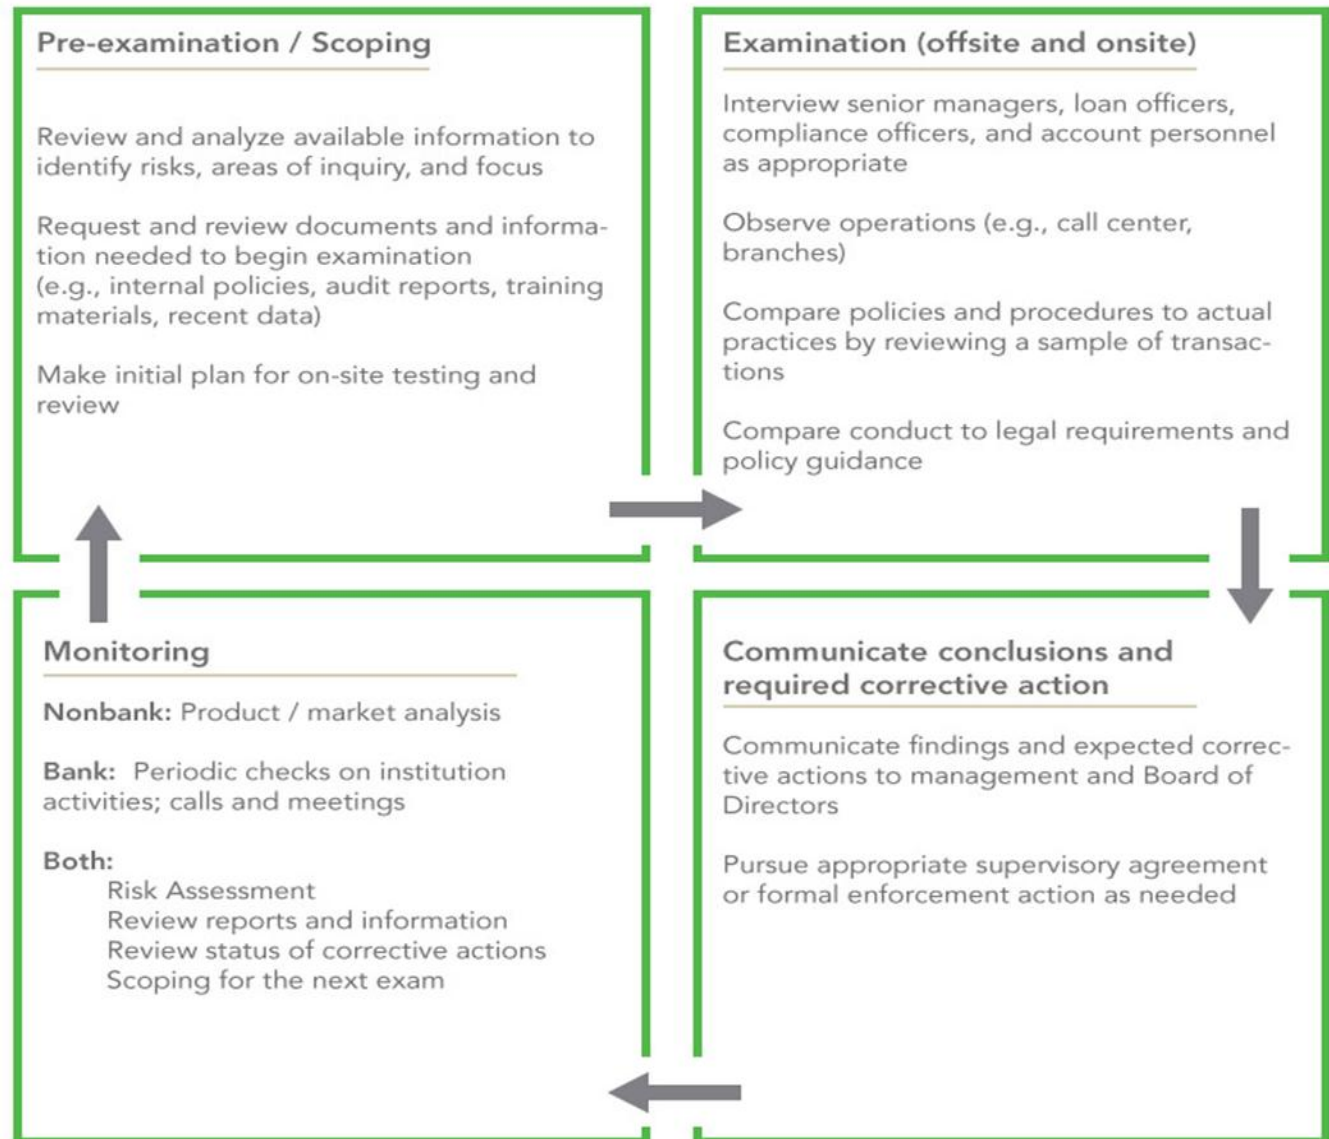 Pre-examination / Scoping
Review and analyze available information to
identify risks, areas of inquiry, and focus
Request and review documents and informa-
tion needed to begin examination
(e.g., internal policies, audit reports, training
materials, recent data)
Make initial plan for on-site testing and
review
Examination (offsite and onsite)
Interview senior managers, loan officers,
compliance officers, and account personnel
as appropriate
Observe operations (e.g., call center,
branches)
Compare policies and procedures to actual
practices by reviewing a sample of transac-
tions
Compare conduct to legal requirements and
policy guidance
Communicate conclusions and
required corrective action
Communicate findings and expected correc-
tive actions to management and Board of
Directors
Pursue appropriate supervisory agreement
or formal enforcement action as needed
Monitoring
Nonbank: Product / market analysis
Bank: Periodic checks on institution
activities; calls and meetings
Both:
Risk Assessment
Review reports and information
Review status of corrective actions
Scoping for the next exam